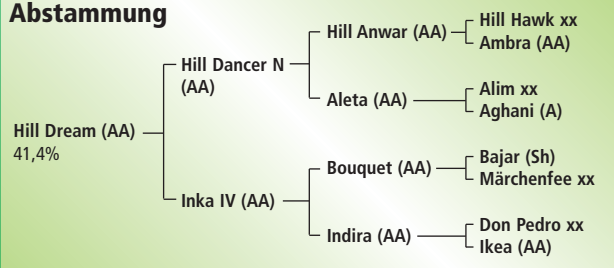 Abstammung
Hill Dream (AA)
41,4%
Hill Dancer N
(AA)
Inka IV (AA)
Hill Anwar (AA)
Aleta (AA)
Bouquet (AA)
Indira (AA)
Hill Hawk xx
Ambra (AA)
Alim xx
Aghani (A)
Bajar (Sh)
Märchenfee xx
Don Pedro xx
Ikea (AA)